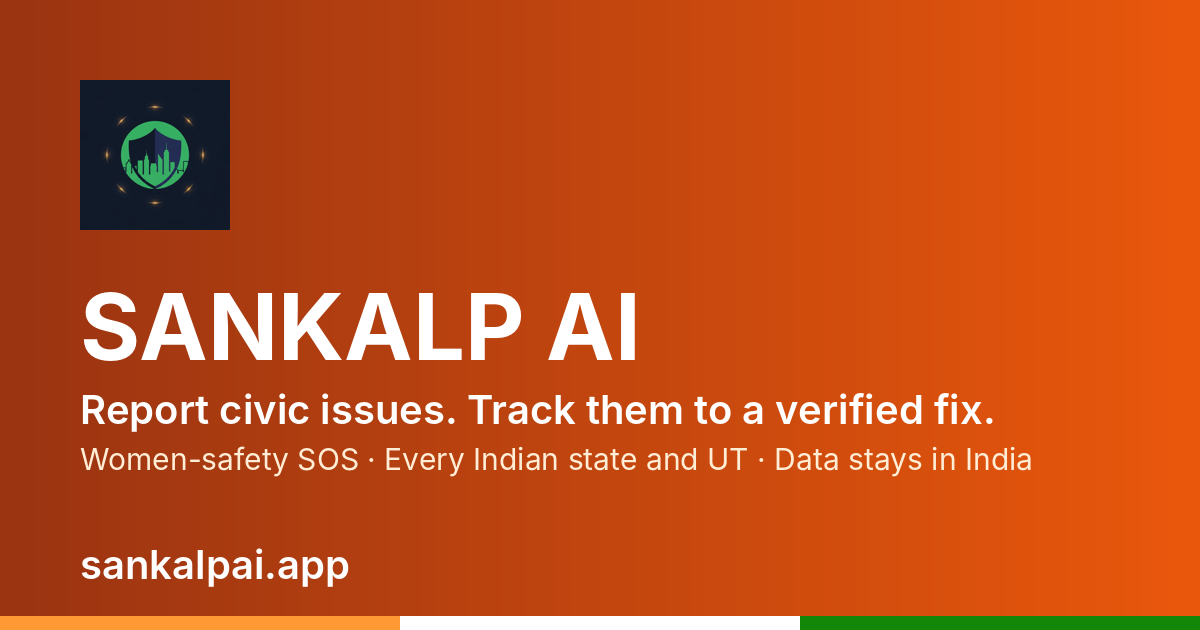 SANKALP AI
Report civic issues. Track them to a verified fix.
Women-safety SOS · Every Indian state and UT · Data stays in India
sankalpai.app